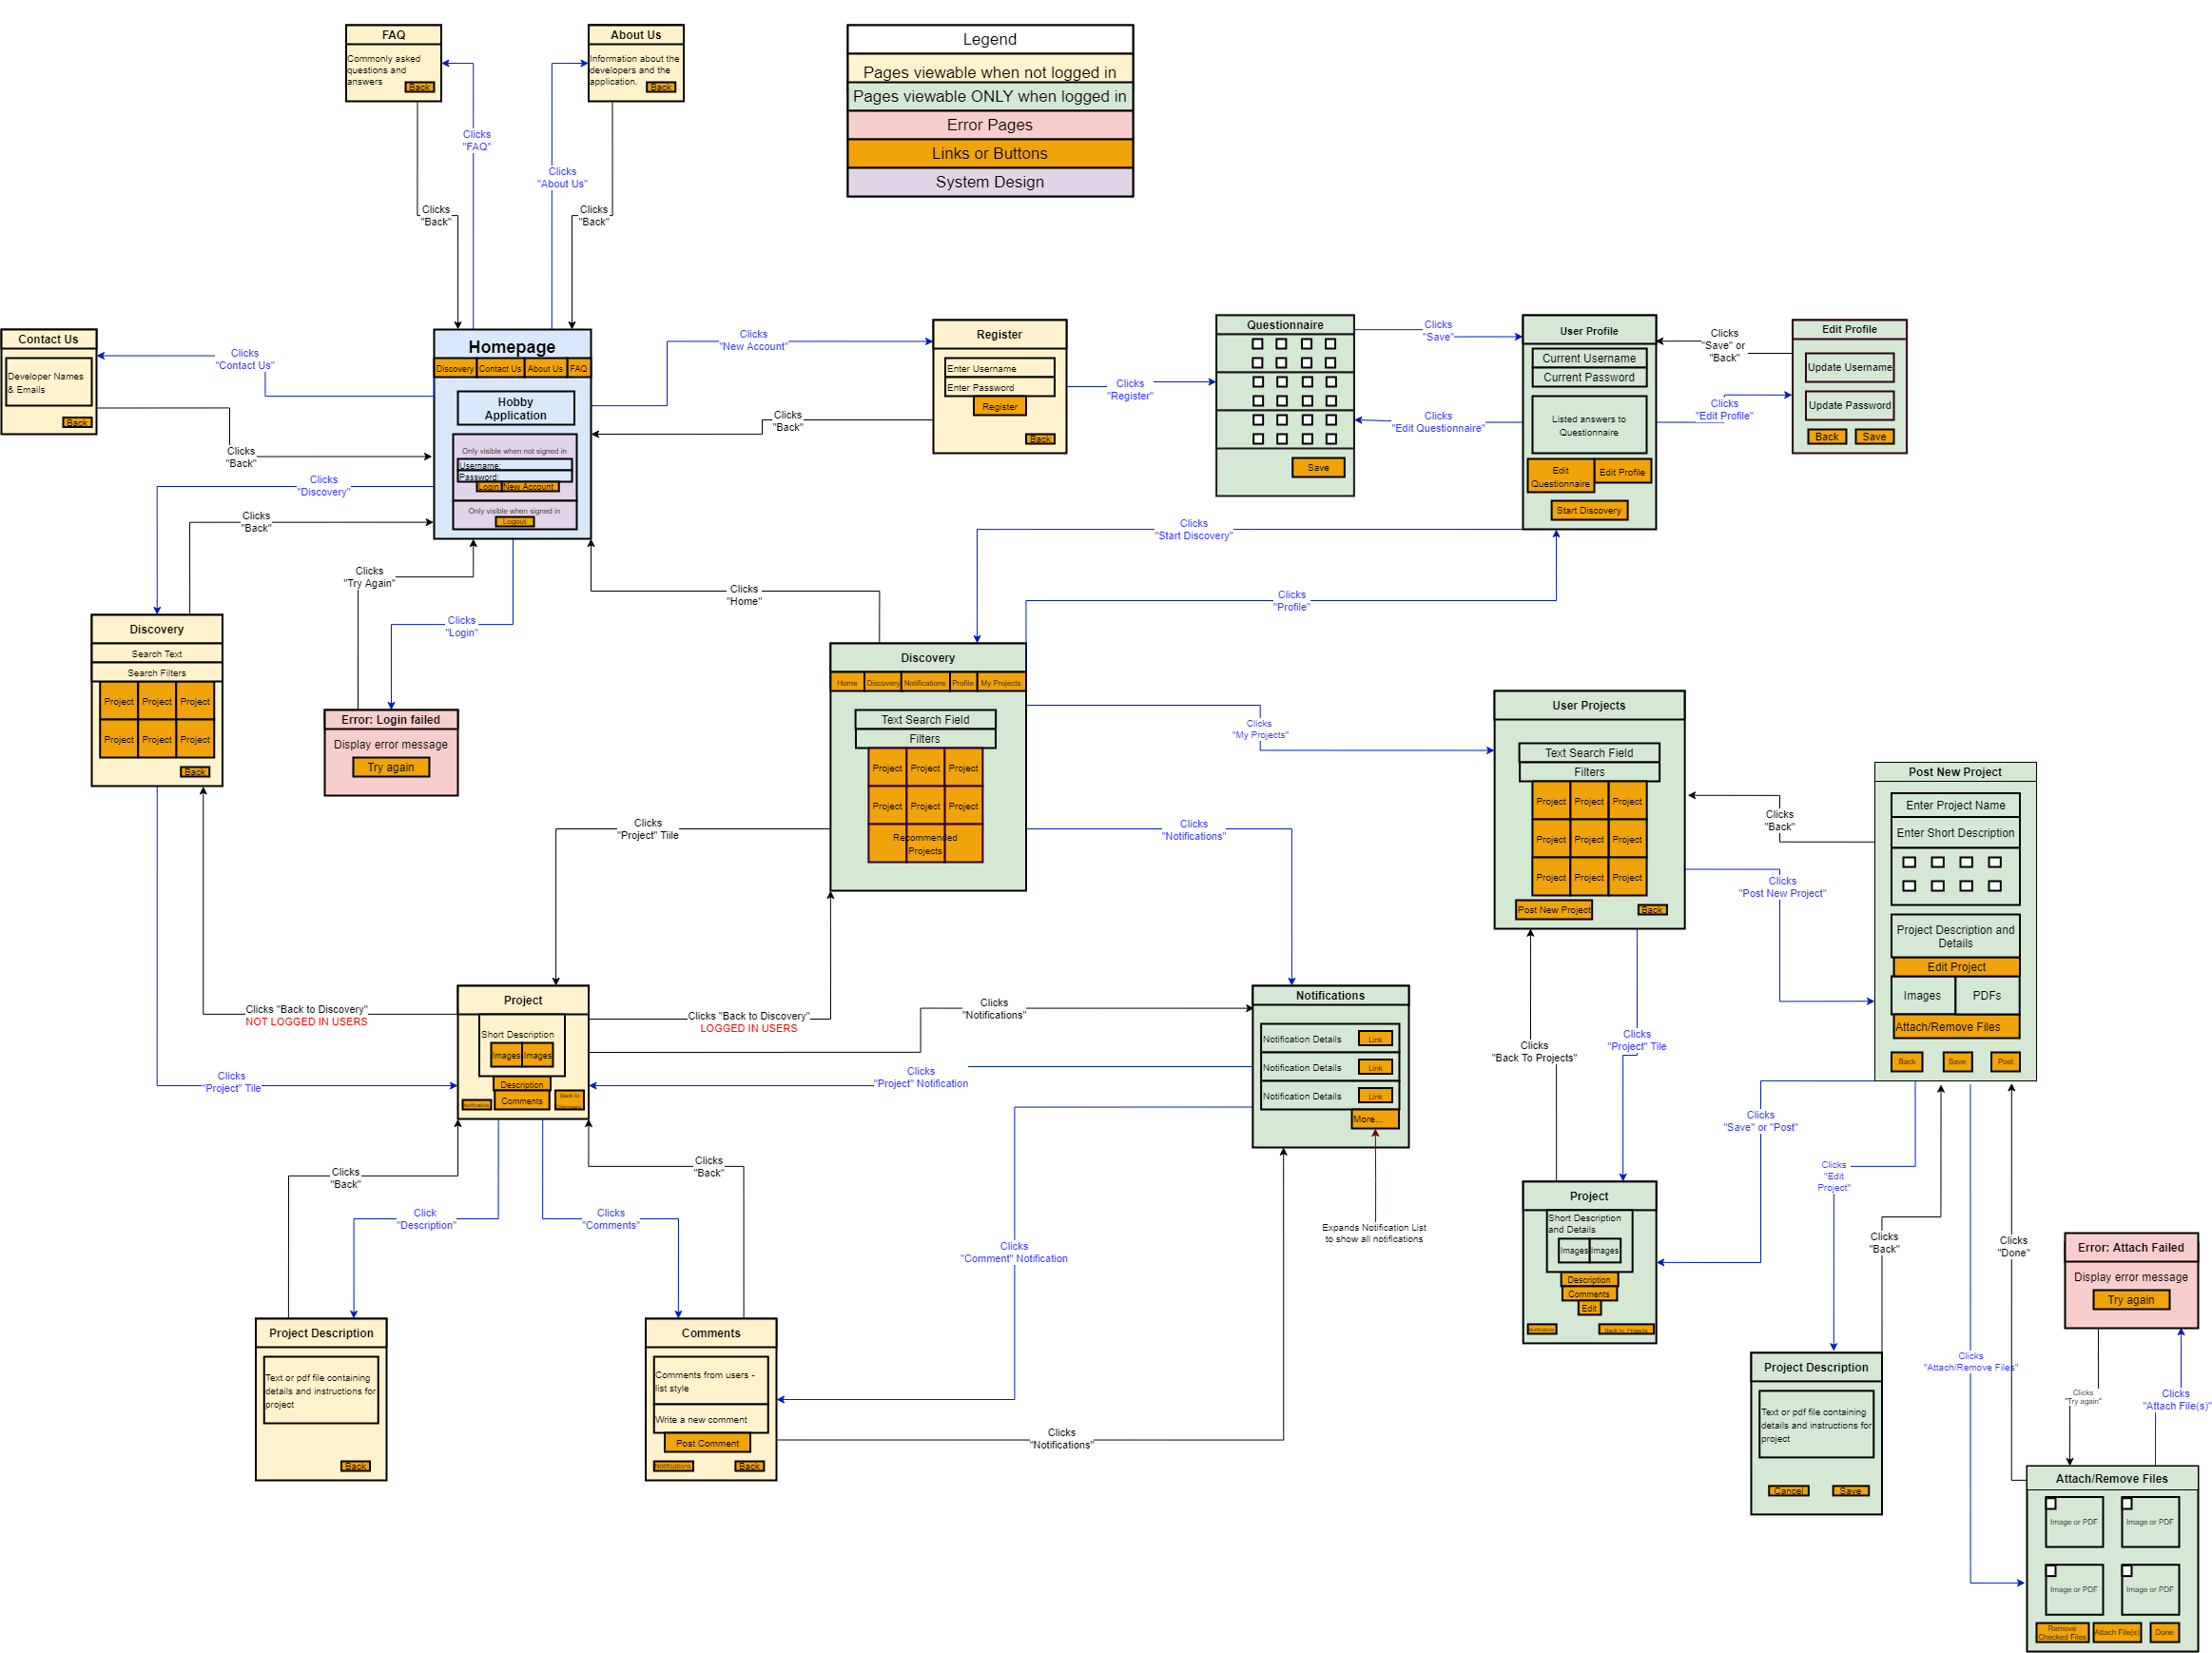 FAQ
Commonly asked
questions and
answers
Back
About Us
Information about the
developers and the
application.
Back
Legend
Pages viewable when not logged in
Pages viewable ONLY when logged in
Error Pages
Links or Buttons
System Design
Clicks
"FAQ"
Clicks
"About Us"
Clicks
"Back"
Clicks
"Back"
Contact Us
Developer Names
& Emails
Back
Clicks
"Contact Us"
Clicks
"Back"
Homepage
Discovery
Contact Us
About Us
FAQ
Hobby
Application
Only visible when not signed in
Username:
Password:
Login
New Account
Only visible when signed in
Logout
Clicks
"New Account"
Clicks
"Back"
Register
Enter Username
Enter Password
Register
Back
Clicks
"Register"
Questionnaire
Save
Clicks
"Save"
Clicks
"Edit Questionnaire"
User Profile
Current Username
Current Password
Listed answers to
Questionnaire
Edit
Questionnaire
Edit Profile
Start Discovery
Clicks
"Save" or
"Back"
Clicks
"Edit Profile"
Edit Profile
Update Username
Update Password
Back
Save
Clicks
"Discovery"
Clicks
"Back"
Clicks
"Try Again"
Clicks
"Login"
Clicks
"Home"
Clicks
"Start Discovery"
Clicks
"Profile"
Discovery
Search Text
Search Filters
Project
Project
Project
Project
Project
Project
Back
Error: Login failed
Display error message
Try again
Discovery
Home
Discovery
Notifications
Profile
My Projects
Text Search Field
Filters
Project
Project
Project
Project
Project
Project
Recommended
Projects
Clicks
"My Projects"
Clicks
"Project" Tiile
Clicks
"Notifications"
User Projects
Text Search Field
Filters
Project
Project
Project
Project
Project
Project
Project
Project
Project
Post New Project
Back
Clicks
"Back"
Clicks
"Post New Project"
Post New Project
Enter Project Name
Enter Short Description
Project Description and
Details
Edit Project
Images
PDFs
Attach/Remove Files
Back
Save
Post
Clicks "Back to Discovery"
NOT LOGGED IN USERS
Clicks
"Project" Tile
Project
Short Description
Images
Images
Description
Comments
Notifications
Back to
Clicks "Back to Discovery"
LOGGED IN USERS
Clicks
"Notifications"
Clicks
"Project" Notification
Notifications
Notification Details
Link
Notification Details
Link
Notification Details
Link
More...
Expands Notification List
to show all notifications
Clicks
"Back To Projects"
Clicks
"Project" Tile
Clicks
"Save" or "Post"
Clicks
"Back"
Clicks
"Back"
Click
"Description"
Clicks
"Comments"
Clicks
"Comment" Notification
Project
Short Description
and Details
Images
Images
Description
Comments
Edit
Notifications
Back to Projects
Clicks
"Edit
Project"
Clicks
"Back"
Clicks
"Done"
Error: Attach Failed
Display error message
Try again
Project Description
Text or pdf file containing
details and instructions for
project
Back
Comments
Comments from users -
list style
Write a new comment
Post Comment
Notifications
Back
Clicks
"Notifications"
Project Description
Text or pdf file containing
details and instructions for
project
Cancel
Save
Clicks
"Attach/Remove Files"
Clicks
"Try again"
Clicks
"Attach File(s)"
Attach/Remove Files
Image or PDF
Image or PDF
Image or PDF
Image or PDF
Remove
Checked Files
Attach File(s)
Done